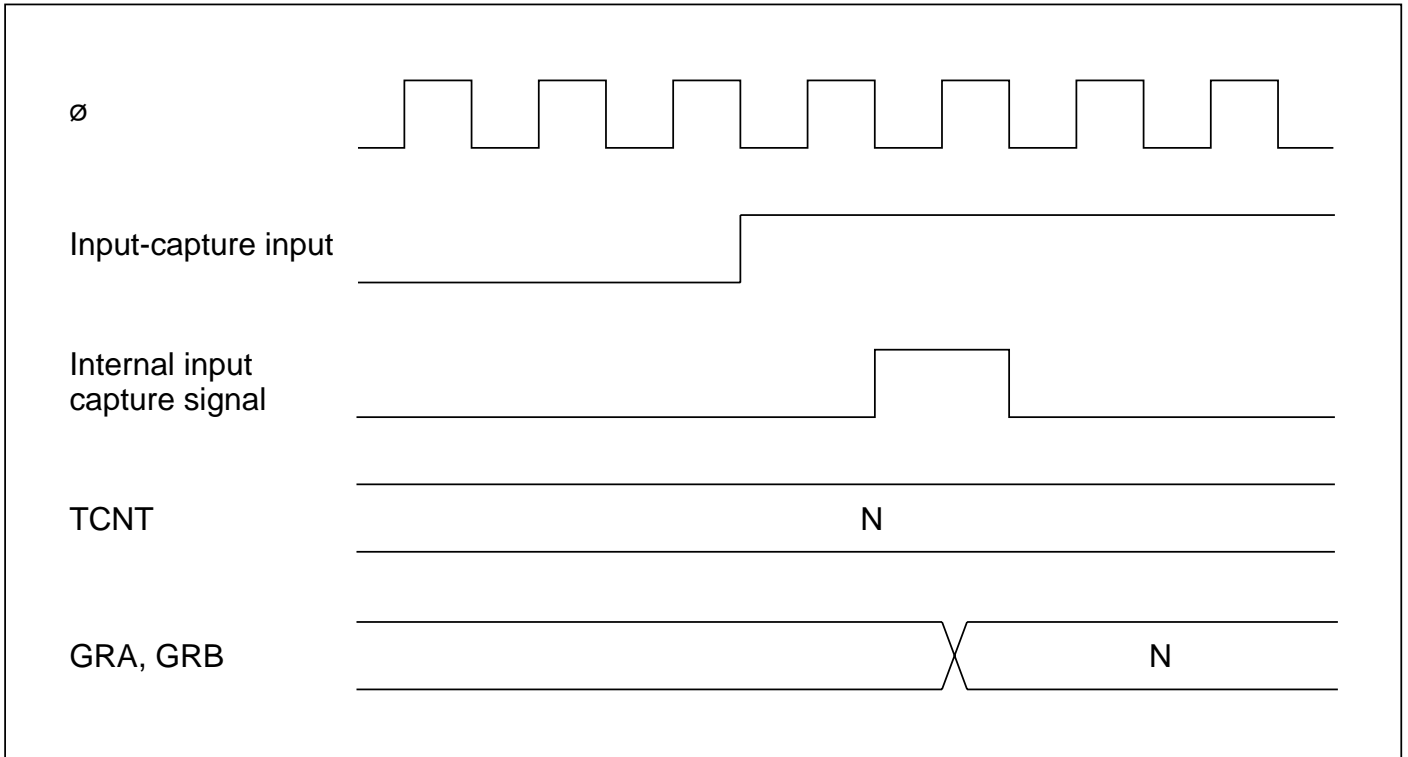 ø
Input-capture input
Internal input
capture signal
TCNT
N
GRA, GRB
N